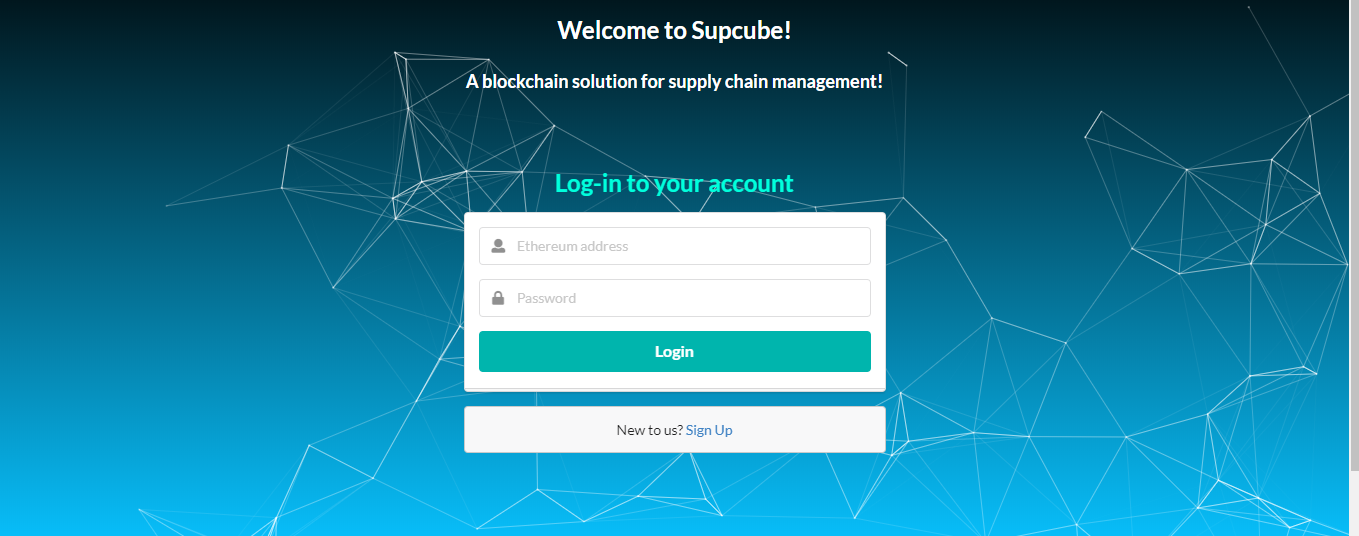 Welcome to Supcube!
A blockchain solution for supply chain management!
Log-in to your account
Ethereum address
Password
Login
New to us? Sign Up